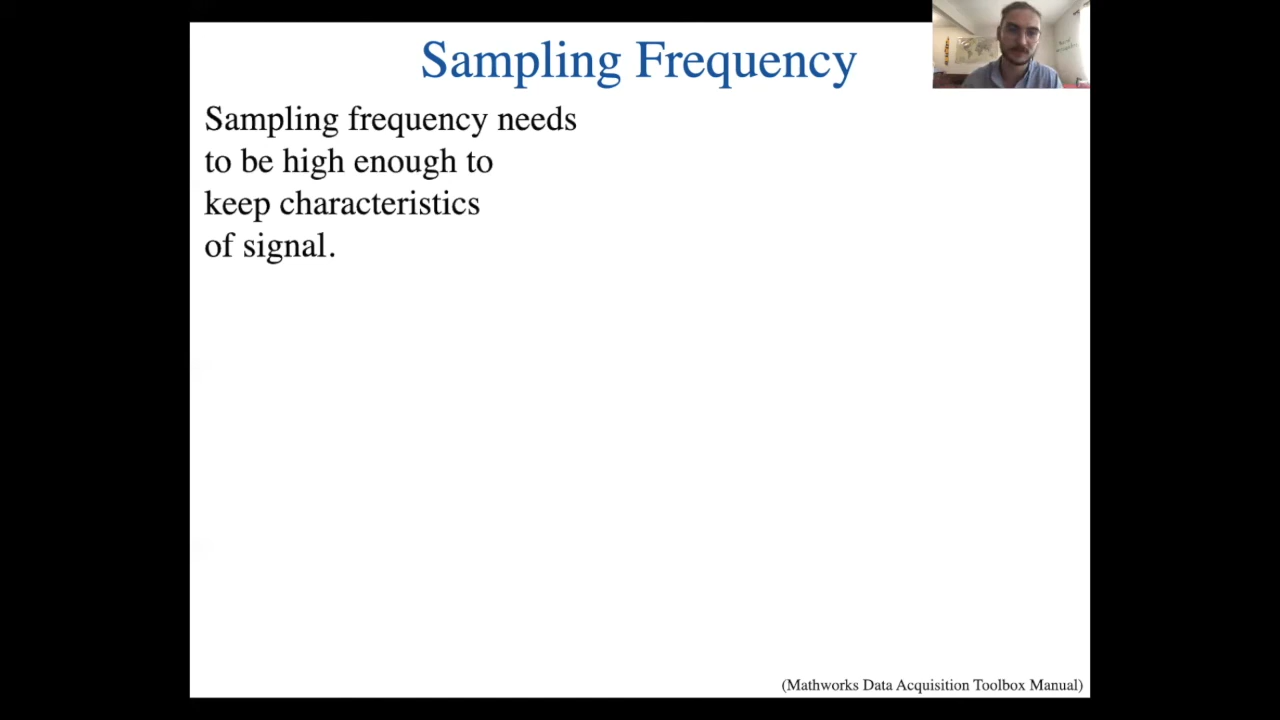 Sampling Frequency
Sampling frequency needs
to be high enough to
keep characteristics
of signal.
(Mathworks Data Acquisition Toolbox Manual)